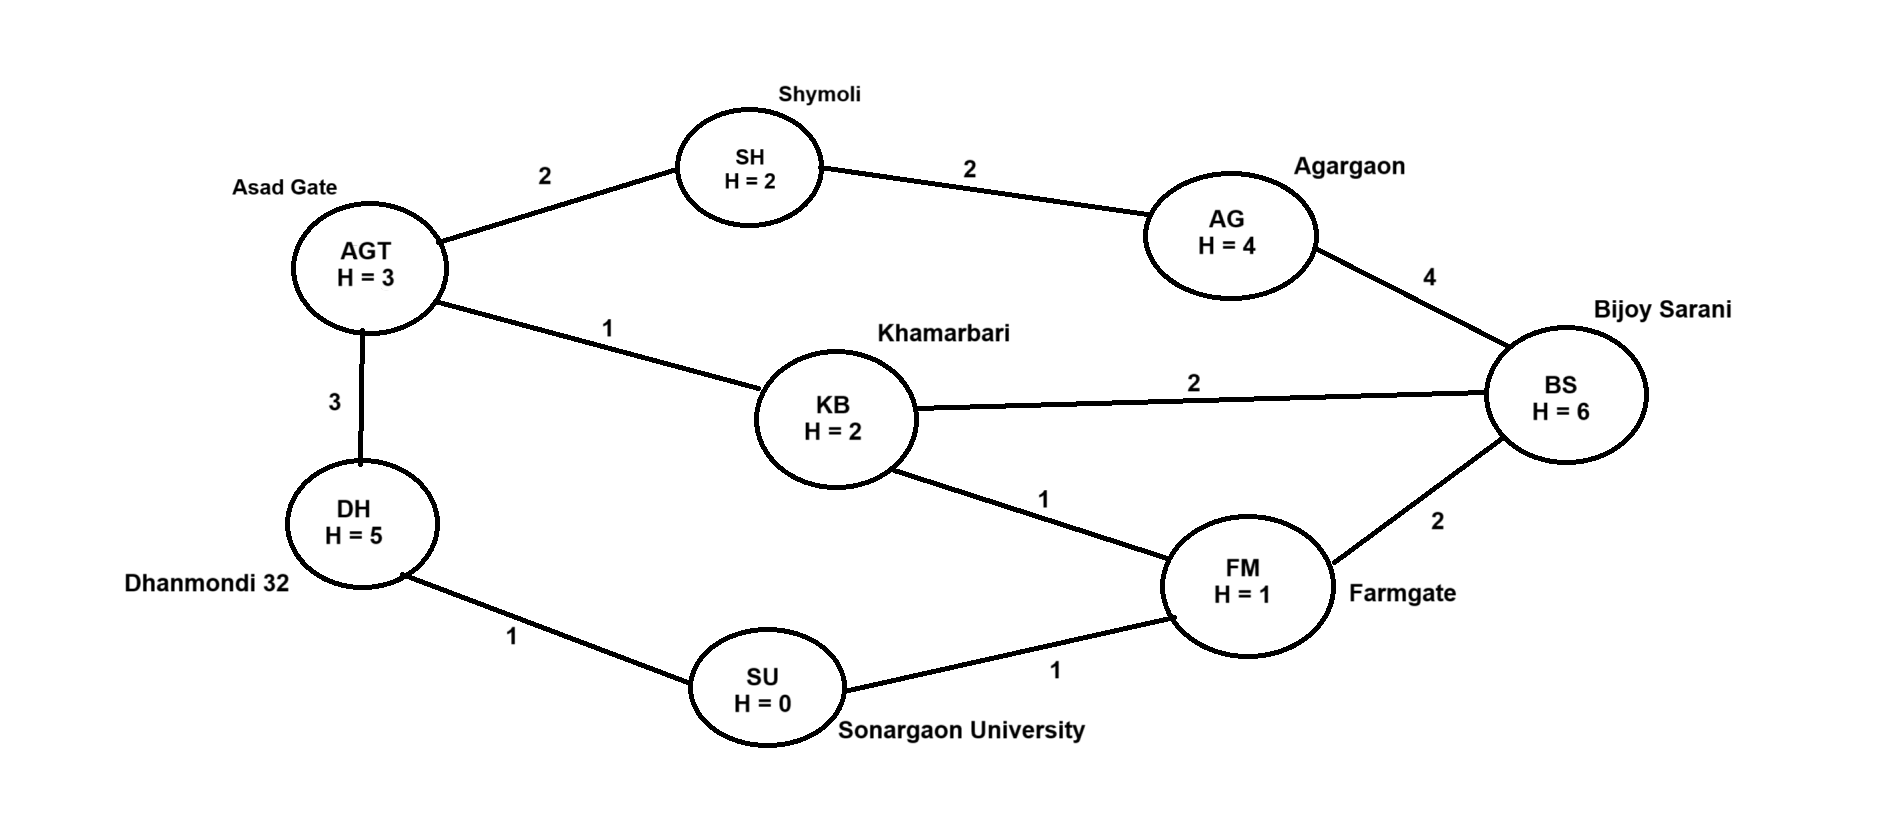 Shymoli
SH
H = 2
2
2
Agargaon
AG
H = 4
Asad Gate
AGT
H = 3
4
Bijoy Sarani
1
Khamarbari
BS
H = 6
KB
H = 2
2
3
DH
H = 5
1
2
Dhanmondi 32
FM
H = 1
Farmgate
1
SU
H = 0
1
Sonargaon University